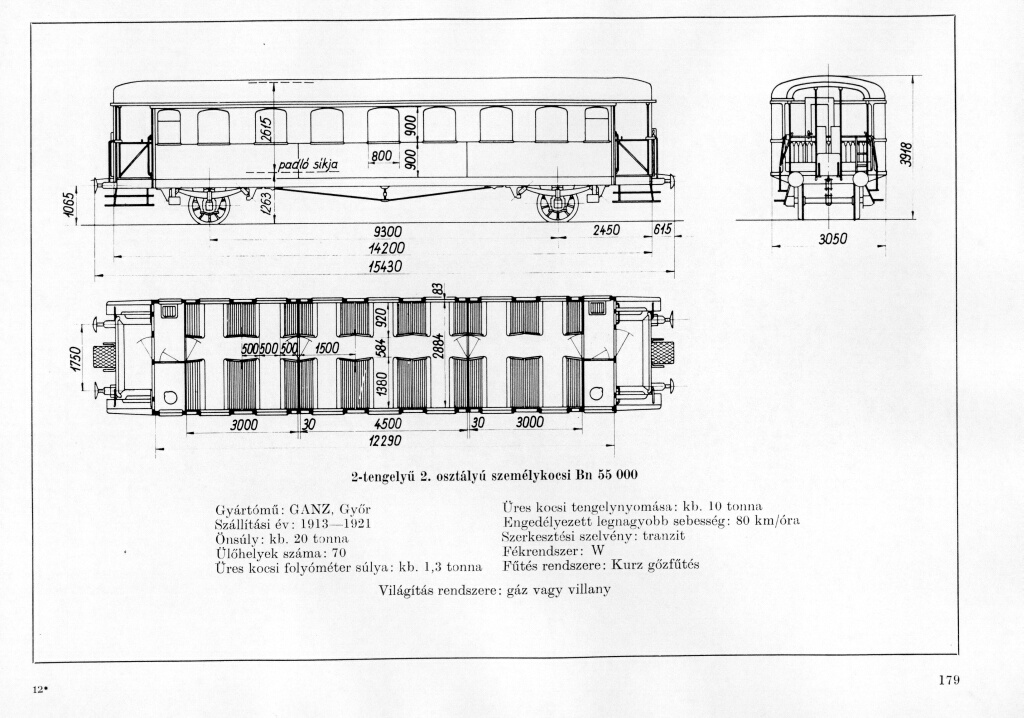 2615
900
3918
padló síkja
800
900
1065
1263
9300
2450
615
14200
3050
15430
83
920
1750
500 500 500
1500
584
2884
1380
3000
30
4500
30
3000
12290
2-tengelyű 2. osztályú személykocsi Bn 55 000
Gyártómű: GANZ, Győr
Szállítási év: 1913—1921
Önsúly: kb. 20 tonna
Ülőhelyek száma: 70
Üres kocsi folyóméter súlya: kb. 1,3 tonna
Üres kocsi tengelynyomása: kb. 10 tonna
Engedélyezett legnagyobb sebesség: 80 km/óra
Szerkesztési szelvény: tranzit
Fékrendszer: W
Fűtés rendszere: Kurz gőzfűtés
Világítás rendszere: gáz vagy villany
12*
179